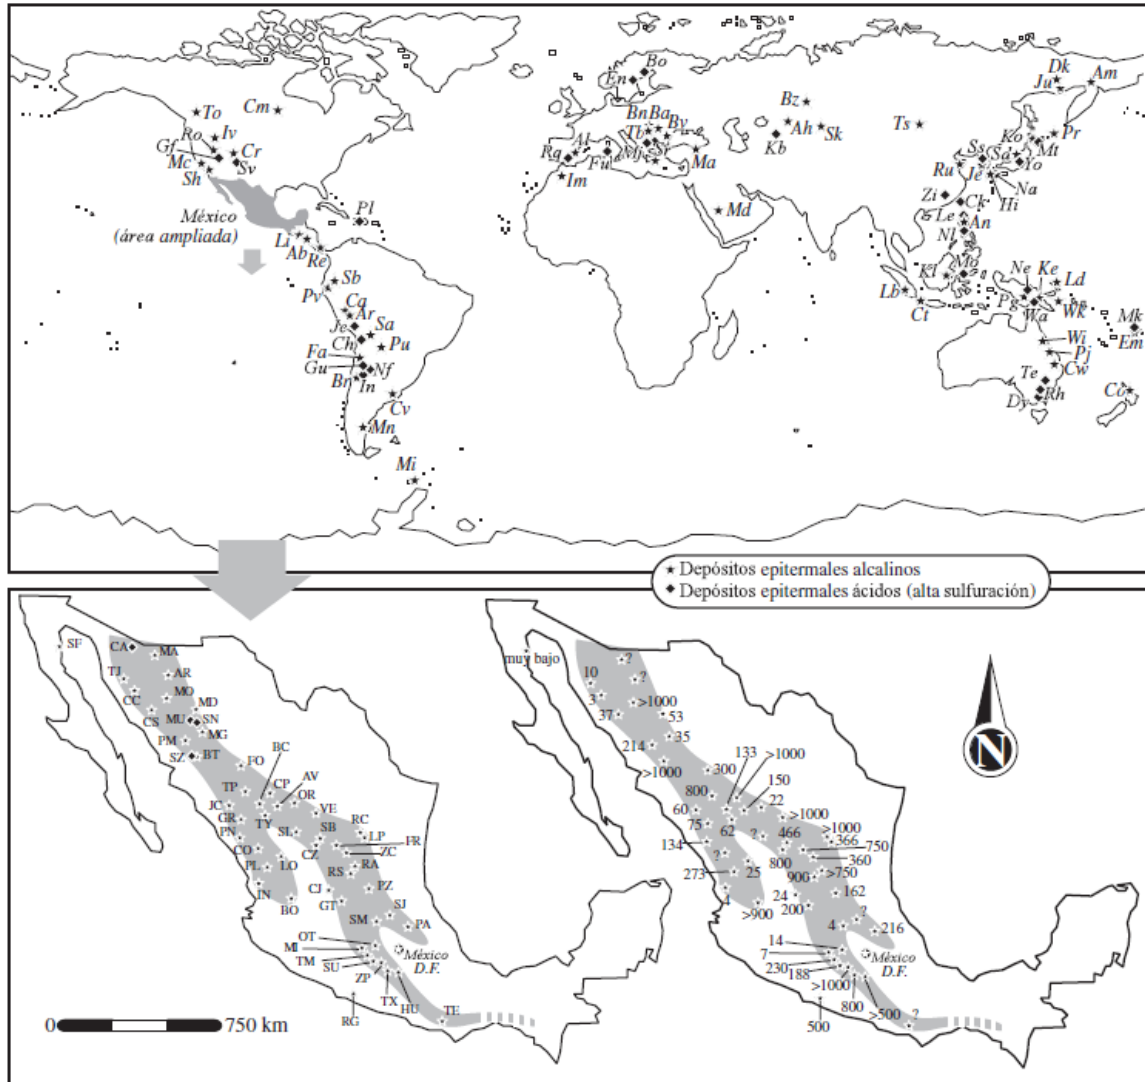 Dk
Bo
Ju
Am
En
Bz
To
Cm
Bn
Ba
Tb
Bv
Ah
Sk
Ts
Ko
Pr
Ro
Iv
Al
Gf
Cr
Kb
Ss
Sa
Mt
Mc
Sv
Ra
Fu
Mj
Si
Ma
Ru
Je
Yo
Sh
Im
Na
Hi
México
(área ampliada)
Pl
Md
Zi
Ck
Le
An
Li
Ab
Re
Nl
Mo
Sb
Kl
Ne
Ke
Ld
Pv
Lb
Ca
Ar
Ct
Pg
Wa
Wk
Je
Sa
Mk
Em
Ch
Pu
Wi
Fa
Pj
Gu
Nf
Cw
Bn
In
Te
Cv
Dy
Rh
Co
Mn
Mi
Depósitos epitermales alcalinos
Depósitos epitermales ácidos (alta sulfuración)
SF
CA
MA
TJ
AR
CC
MO
CS
MD
MU
SN
MG
PM
SZ
BT
BC
FO
AV
CP
TP
OR
JC
VE
GR
TY
SL
SB
RC
LP
FR
PN
CO
CZ
ZC
PL
LO
RS
RA
IN
CJ
PZ
BO
GT
SJ
SM
PA
OT
MI
TM
SU
México
D.F.
ZP
TX
HU
TE
RG
0
750 km
muy bajo
?
10
?
3
>1000
37
53
35
214
>1000
300
133
>1000
150
800
22
60
>1000
75
62
?
466
>1000
366
750
134
800
360
?
25
273
900
>750
4
24
162
>900
200
?
4
216
14
7
230
188
México
D.F.
>1000
800
>500
?
500
N